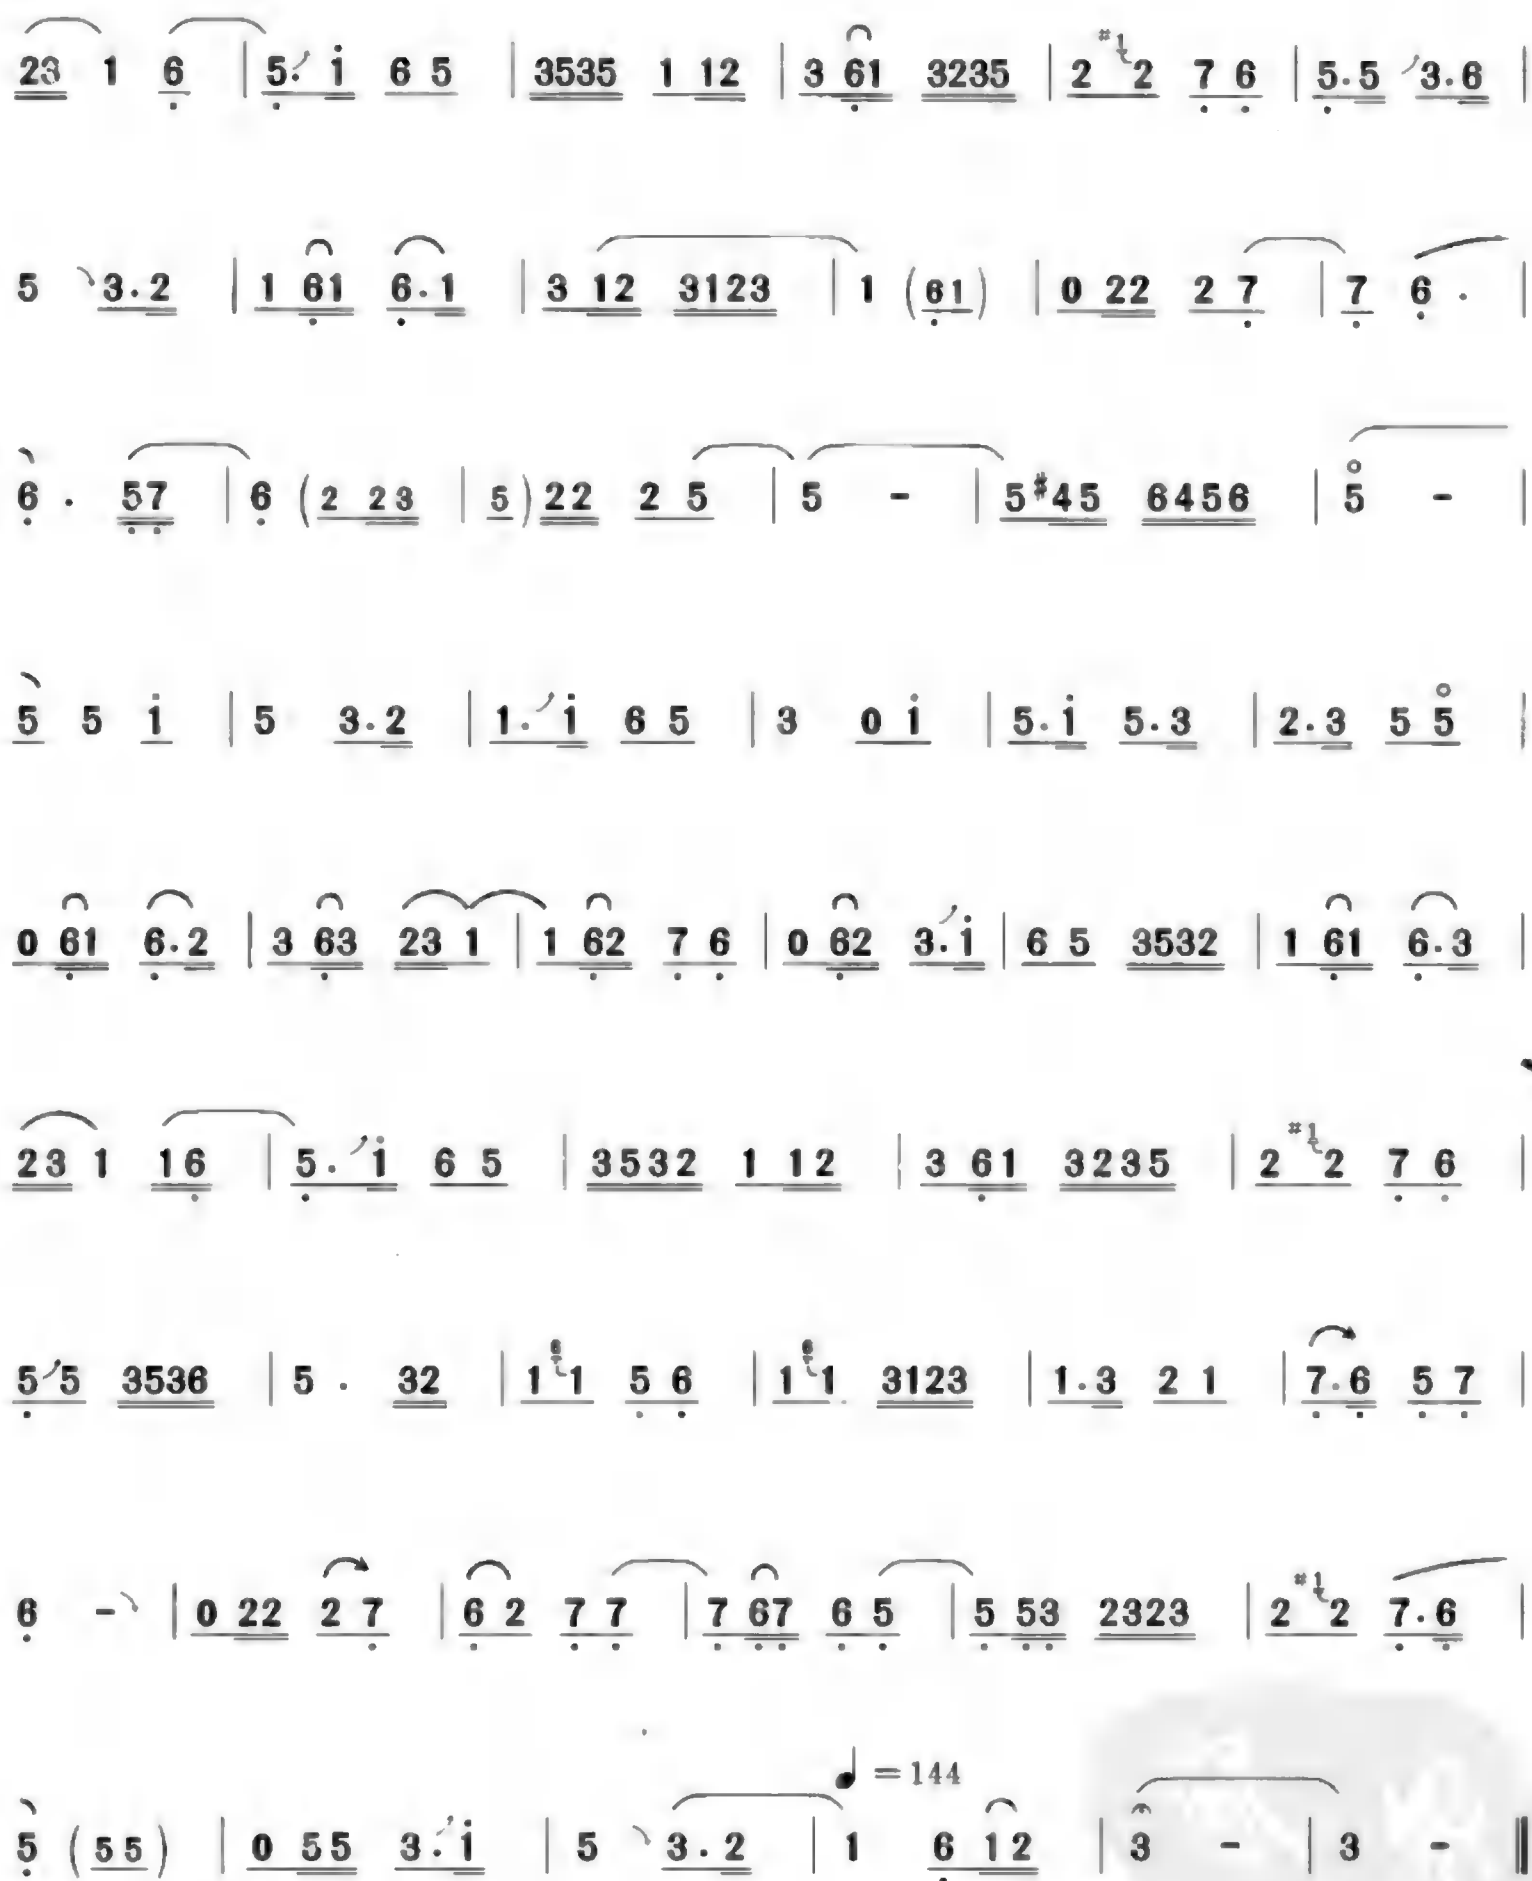 23 1 6 | 5. i 6 5 | 3535 1 12 | 3 61 3235 | 2 #1 2 7 6 | 5.5 3.6 |
5 3.2 | 1 61 6.1 | 3 12 3123 | 1 (61) | 0 22 2 7 | 7 6 . |
6 . 57 | 6 (2 23 | 5) 22 2 5 | 5 - | 5 #45 6456 | 5 - |
5 5 i | 5 3.2 | 1. i 6 5 | 3 0 i | 5.i 5.3 | 2.3 5 5 |
0 61 6.2 | 3 63 23 1 | 1 62 7 6 | 0 62 3.i | 6 5 3532 | 1 61 6.3 |
23 1 16 | 5. i 6 5 | 3532 1 12 | 3 61 3235 | 2 #1 2 7 6 |
5 5 3536 | 5 . 32 | 1 6 1 5 6 | 1 6 1 3123 | 1.3 2 1 | 7.6 5 7 |
6 - | 0 22 2 7 | 6 2 7 7 | 7 67 6 5 | 5 53 2323 | 2 #1 2 7.6 |
♩ = 144
5 (55) | 0 55 3. i | 5 3.2 | 1 6 12 | 3 - | 3 - ‖